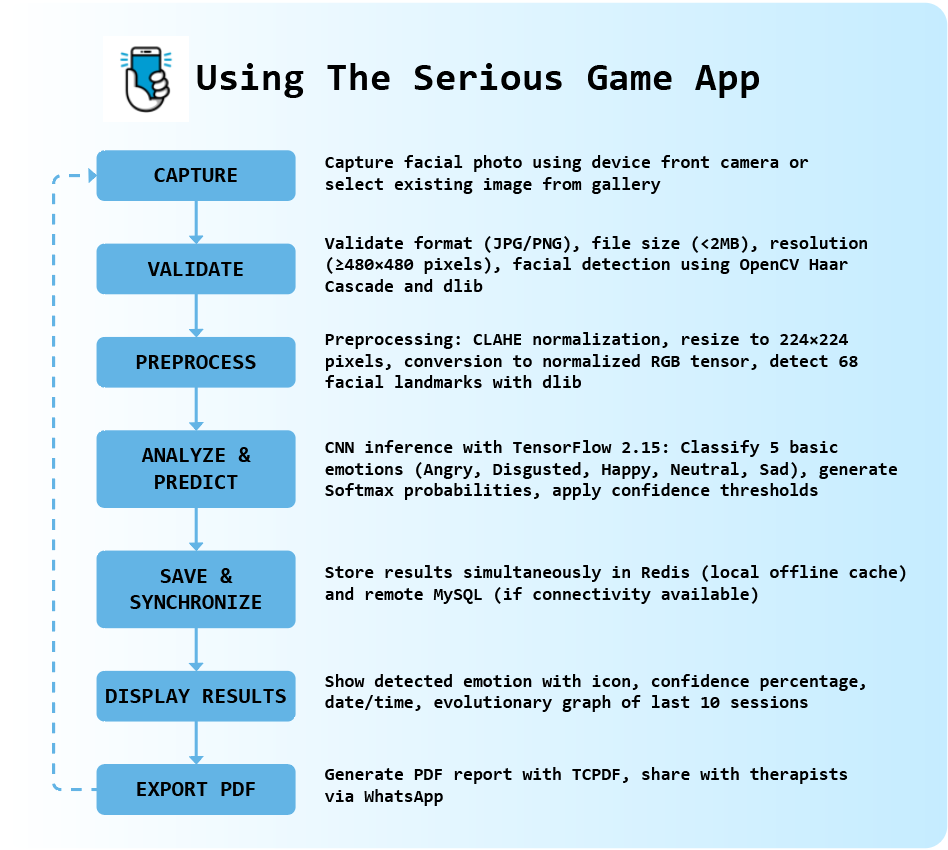 Using The Serious Game App
CAPTURE
Capture facial photo using device front camera or
select existing image from gallery
VALIDATE
Validate format (JPG/PNG), file size (<2MB), resolution
(≥480×480 pixels), facial detection using OpenCV Haar
Cascade and dlib
PREPROCESS
Preprocessing: CLAHE normalization, resize to 224×224
pixels, conversion to normalized RGB tensor, detect 68
facial landmarks with dlib
ANALYZE &
PREDICT
CNN inference with TensorFlow 2.15: Classify 5 basic
emotions (Angry, Disgusted, Happy, Neutral, Sad), generate
Softmax probabilities, apply confidence thresholds
SAVE &
SYNCHRONIZE
Store results simultaneously in Redis (local offline cache)
and remote MySQL (if connectivity available)
DISPLAY RESULTS
Show detected emotion with icon, confidence percentage,
date/time, evolutionary graph of last 10 sessions
EXPORT PDF
Generate PDF report with TCPDF, share with therapists
via WhatsApp